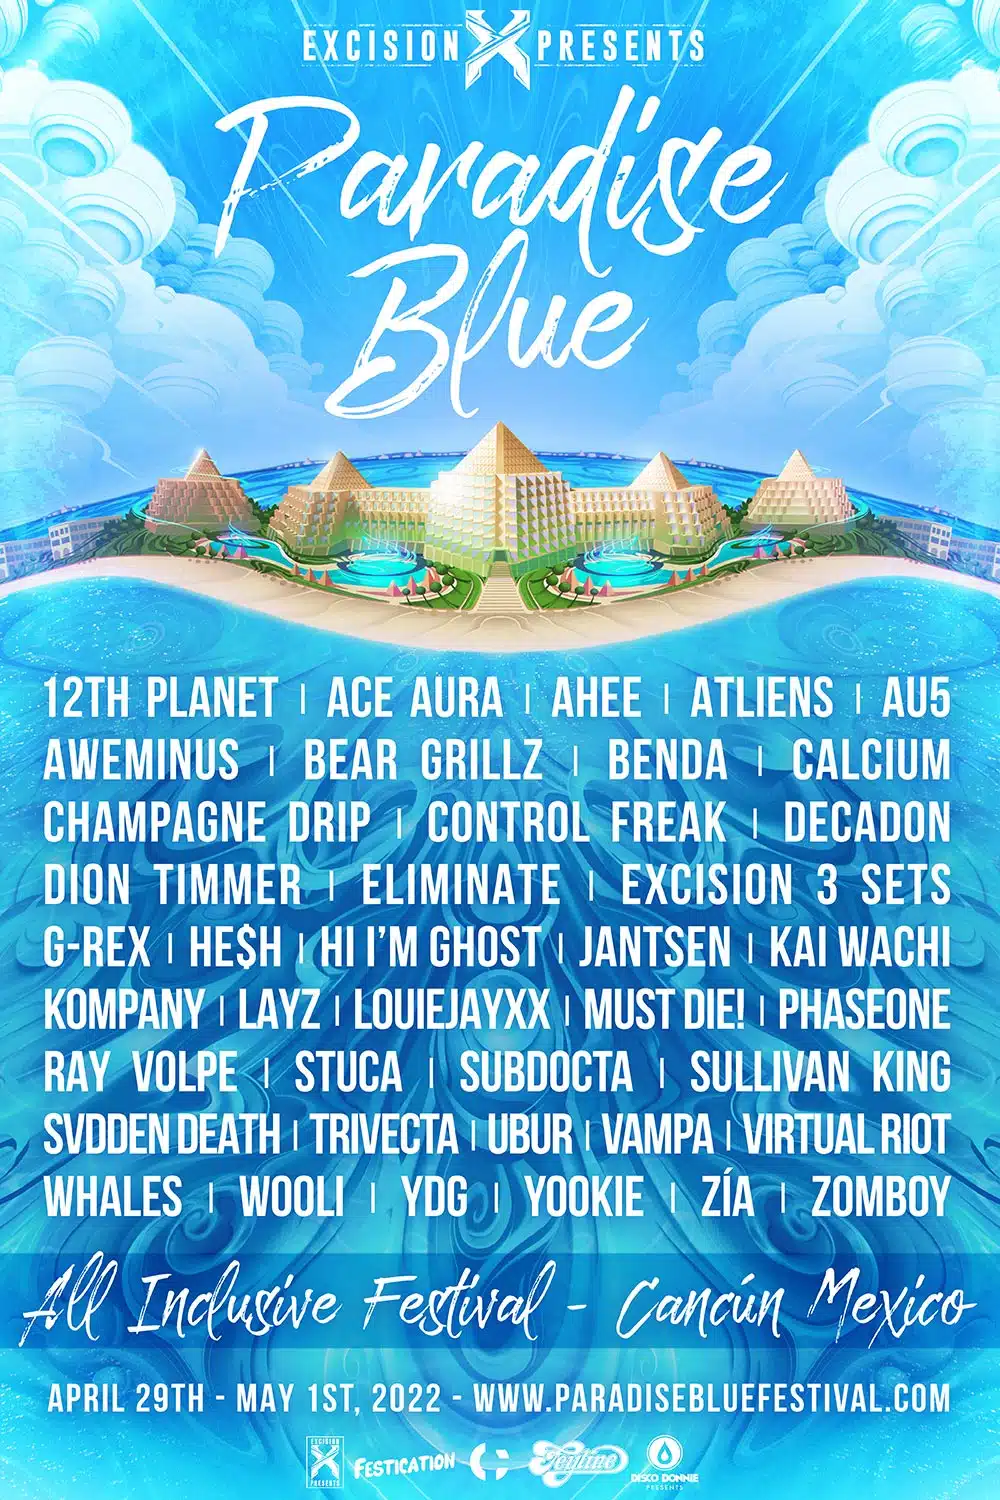 EXCISION X PRESENTS
Paradise
Blue
12TH PLANET | ACE AURA | AHEE | ATLIENS | AU5
AWEMINUS | BEAR GRILLZ | BENDA | CALCIUM
CHAMPAGNE DRIP | CONTROL FREAK | DECADON
DION TIMMER | ELIMINATE | EXCISION 3 SETS
G-REX | HE$H | HI I'M GHOST | JANTSEN | KAI WACHI
KOMPANY | LAYZ | LOUIEJAYXX | MUST DIE! | PHASEONE
RAY VOLPE | STUCA | SUBDOCTA | SULLIVAN KING
SVDDEN DEATH | TRIVECTA | UBUR | VAMPA | VIRTUAL RIOT
WHALES | WOOLI | YDG | YOOKIE | ZÍA | ZOMBOY
All Inclusive Festival - Cancún Mexico
APRIL 29TH - MAY 1ST, 2022 - WWW.PARADISEBLUEFESTIVAL.COM
EXCISION X PRESENTS FESTICATION DISCO DONNIE PRESENTS